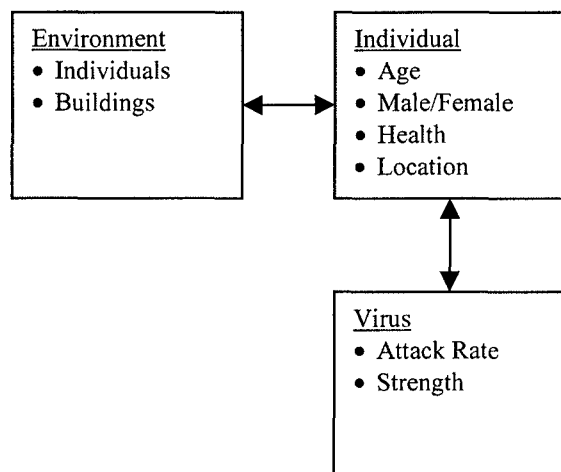 Environment
• Individuals
• Buildings
Individual
• Age
• Male/Female
• Health
• Location
Virus
• Attack Rate
• Strength